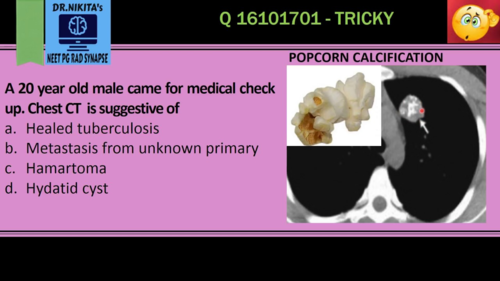 DR.NIKITA's
NEET PG RAD SYNAPSE
Q 16101701 - TRICKY
POPCORN CALCIFICATION
A 20 year old male came for medical check
up. Chest CT is suggestive of
a. Healed tuberculosis
b. Metastasis from unknown primary
c. Hamartoma
d. Hydatid cyst